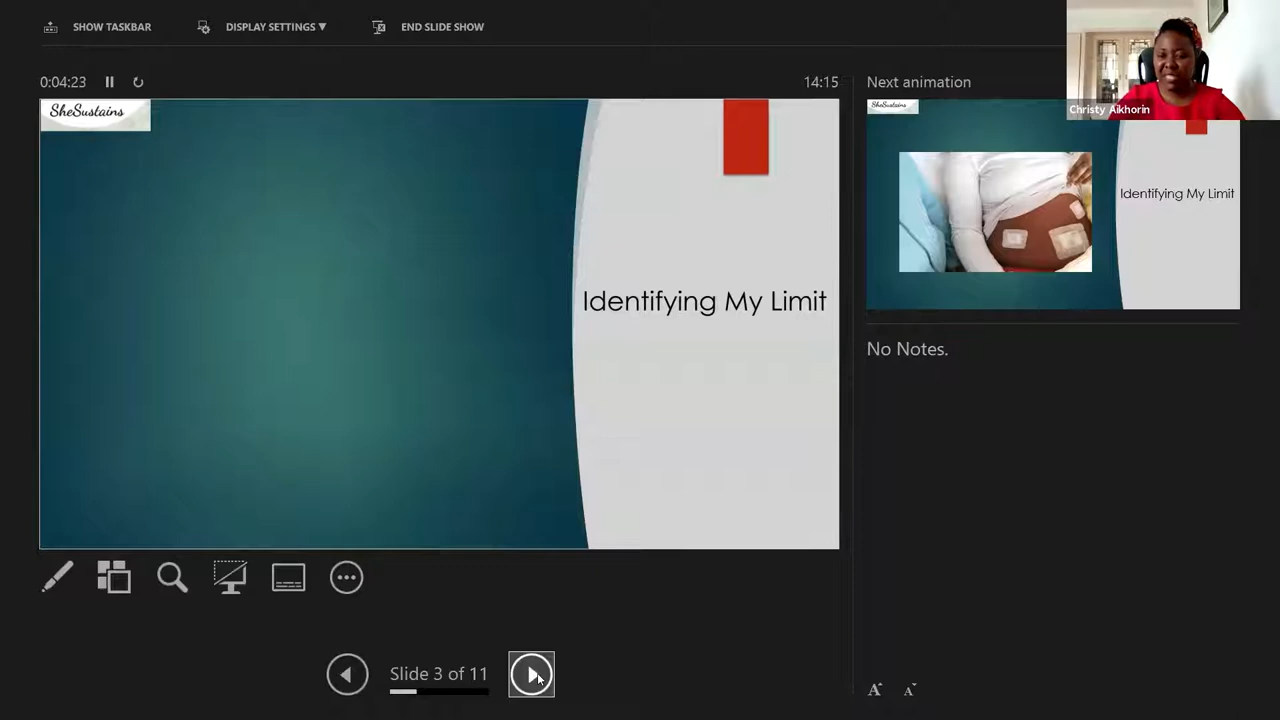 SHOW TASKBAR
DISPLAY SETTINGS ▼
END SLIDE SHOW
0:04:23
14:15
Next animation
Christy Aikhorin
SheSustains
SheSustains
Identifying My Limit
Identifying My Limit
No Notes.
Slide 3 of 11
A A